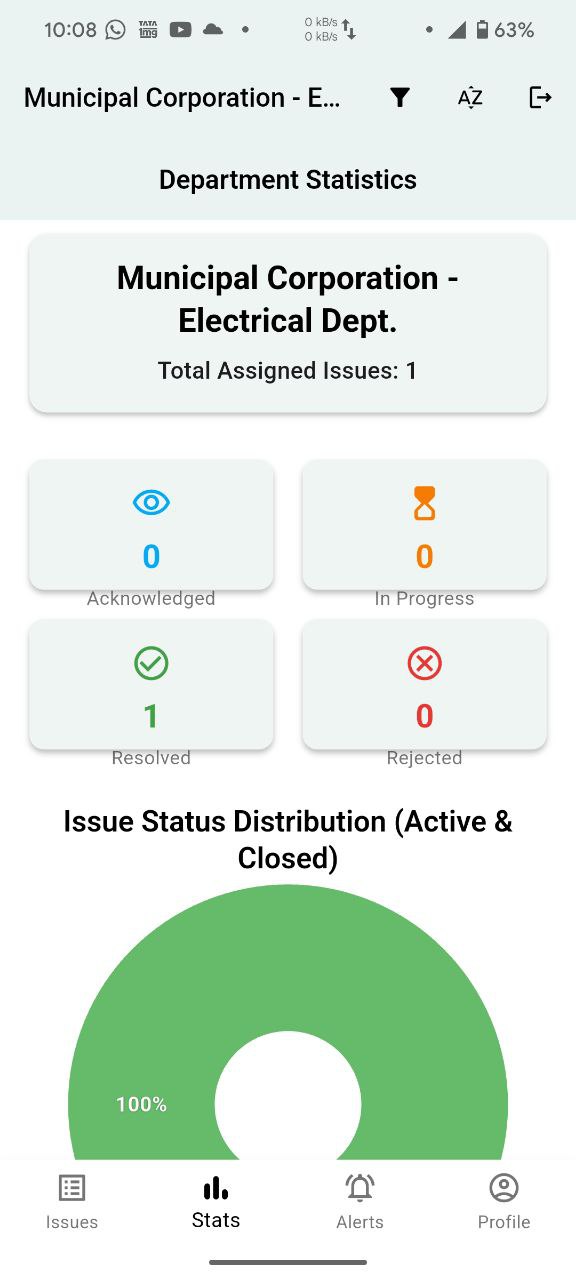 10:08 TATA 1mg 0 kB/s 63%
0 kB/s
Municipal Corporation - E... AZ
Department Statistics
Municipal Corporation -
Electrical Dept.
Total Assigned Issues: 1
0 0
Acknowledged In Progress
1 0
Resolved Rejected
Issue Status Distribution (Active &
Closed)
100%
Issues Stats Alerts Profile